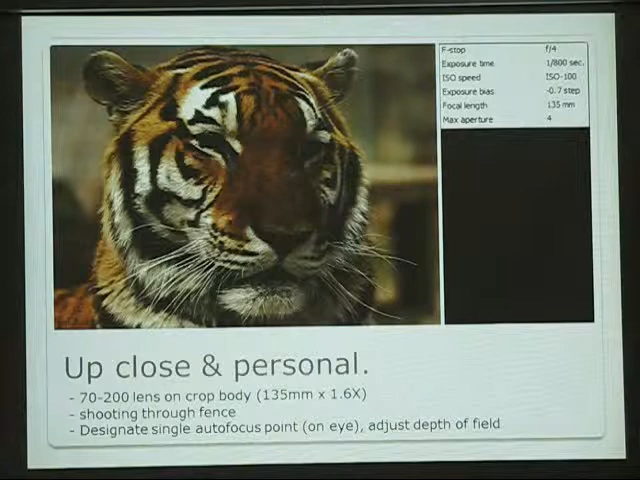 F-stop f/4
Exposure time 1/800 sec.
ISO speed ISO-100
Exposure bias -0.7 step
Focal length 135 mm
Max aperture 4
Up close & personal.
- 70-200 lens on crop body (135mm x 1.6X)
- shooting through fence
- Designate single autofocus point (on eye), adjust depth of field